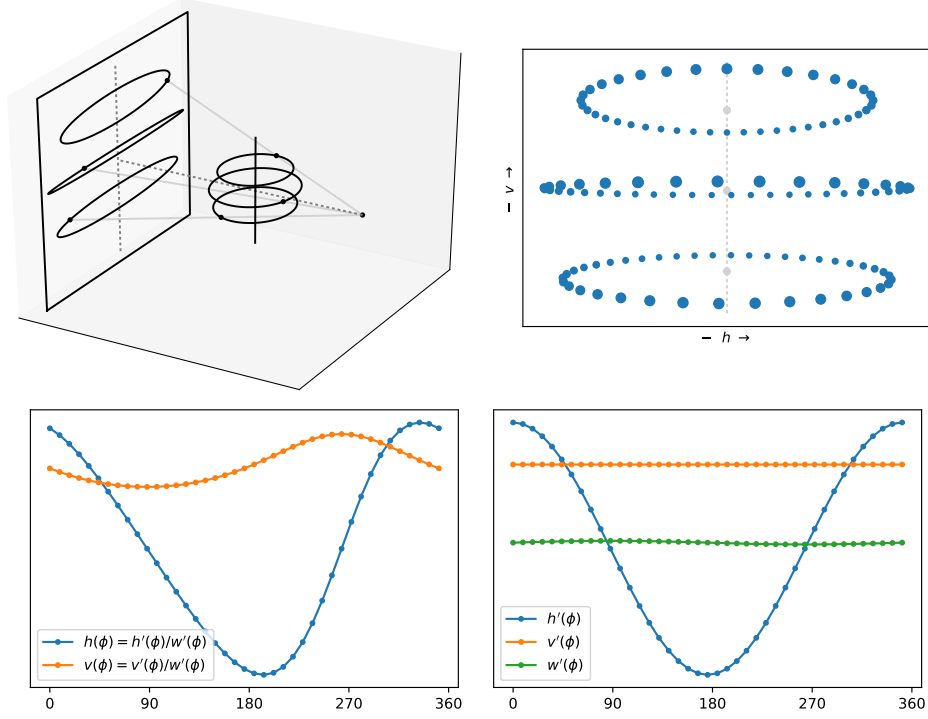 – v →
– h →
h(ϕ) = h′(ϕ)/w′(ϕ)
v(ϕ) = v′(ϕ)/w′(ϕ)
0 90 180 270 360
h′(ϕ)
v′(ϕ)
w′(ϕ)
0 90 180 270 360